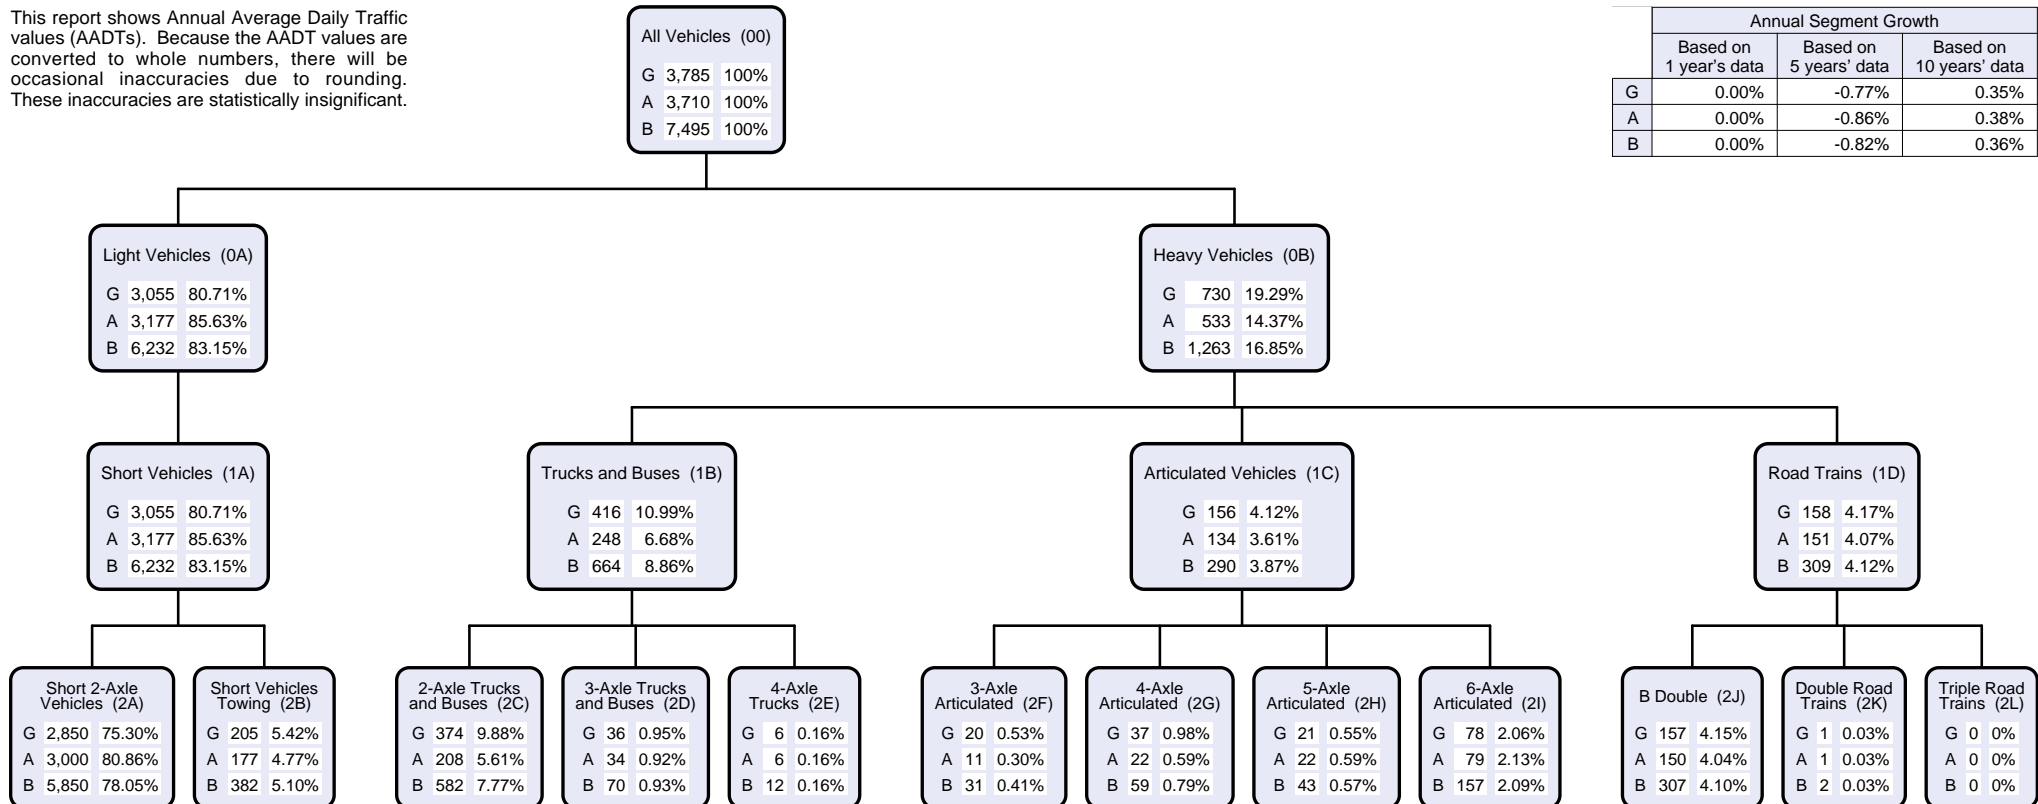 This report shows Annual Average Daily Traffic
values (AADTs). Because the AADT values are
converted to whole numbers, there will be
occasional inaccuracies due to rounding.
These inaccuracies are statistically insignificant.
All Vehicles (00)
G 3,785 100%
A 3,710 100%
B 7,495 100%
Annual Segment Growth
Based on 1 year's data Based on 5 years' data Based on 10 years' data
G 0.00% -0.77% 0.35%
A 0.00% -0.86% 0.38%
B 0.00% -0.82% 0.36%
Light Vehicles (0A)
G 3,055 80.71%
A 3,177 85.63%
B 6,232 83.15%
Heavy Vehicles (0B)
G 730 19.29%
A 533 14.37%
B 1,263 16.85%
Short Vehicles (1A)
G 3,055 80.71%
A 3,177 85.63%
B 6,232 83.15%
Trucks and Buses (1B)
G 416 10.99%
A 248 6.68%
B 664 8.86%
Articulated Vehicles (1C)
G 156 4.12%
A 134 3.61%
B 290 3.87%
Road Trains (1D)
G 158 4.17%
A 151 4.07%
B 309 4.12%
Short 2-Axle
Vehicles (2A)
G 2,850 75.30%
A 3,000 80.86%
B 5,850 78.05%
Short Vehicles
Towing (2B)
G 205 5.42%
A 177 4.77%
B 382 5.10%
2-Axle Trucks
and Buses (2C)
G 374 9.88%
A 208 5.61%
B 582 7.77%
3-Axle Trucks
and Buses (2D)
G 36 0.95%
A 34 0.92%
B 70 0.93%
4-Axle
Trucks (2E)
G 6 0.16%
A 6 0.16%
B 12 0.16%
3-Axle
Articulated (2F)
G 20 0.53%
A 11 0.30%
B 31 0.41%
4-Axle
Articulated (2G)
G 37 0.98%
A 22 0.59%
B 59 0.79%
5-Axle
Articulated (2H)
G 21 0.55%
A 22 0.59%
B 43 0.57%
6-Axle
Articulated (2I)
G 78 2.06%
A 79 2.13%
B 157 2.09%
B Double (2J)
G 157 4.15%
A 150 4.04%
B 307 4.10%
Double Road
Trains (2K)
G 1 0.03%
A 1 0.03%
B 2 0.03%
Triple Road
Trains (2L)
G 0 0%
A 0 0%
B 0 0%